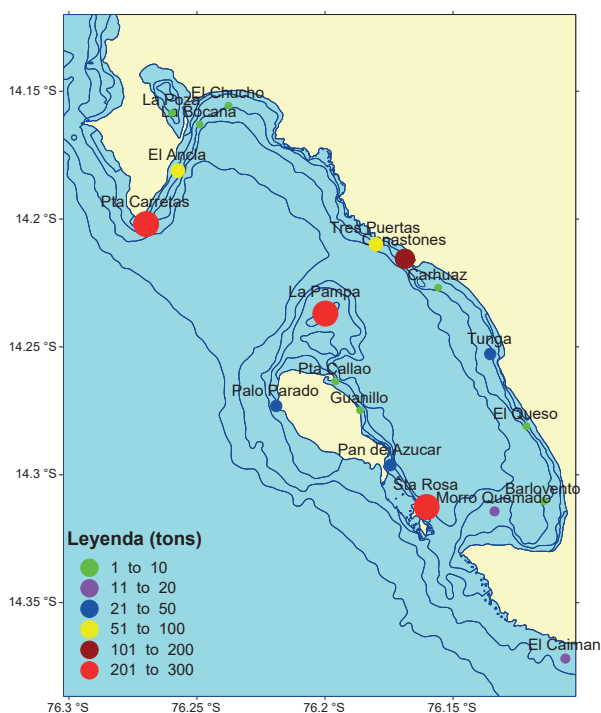 14.15 °S
El Chucho
La Poza
La Bocana
El Ancla
14.2 °S
Pta Carretas
Tres Puertas
Canastones
Carhuaz
La Pampa
14.25 °S
Tunga
Pta Callao
Palo Parado
Guanillo
El Queso
Pan de Azucar
14.3 °S
Sta Rosa
Barlovento
Morro Quemado
Leyenda (tons)
1 to 10
11 to 20
14.35 °S
21 to 50
51 to 100
El Caiman
101 to 200
201 to 300
76.3 °S
76.25 °S
76.2 °S
76.15 °S